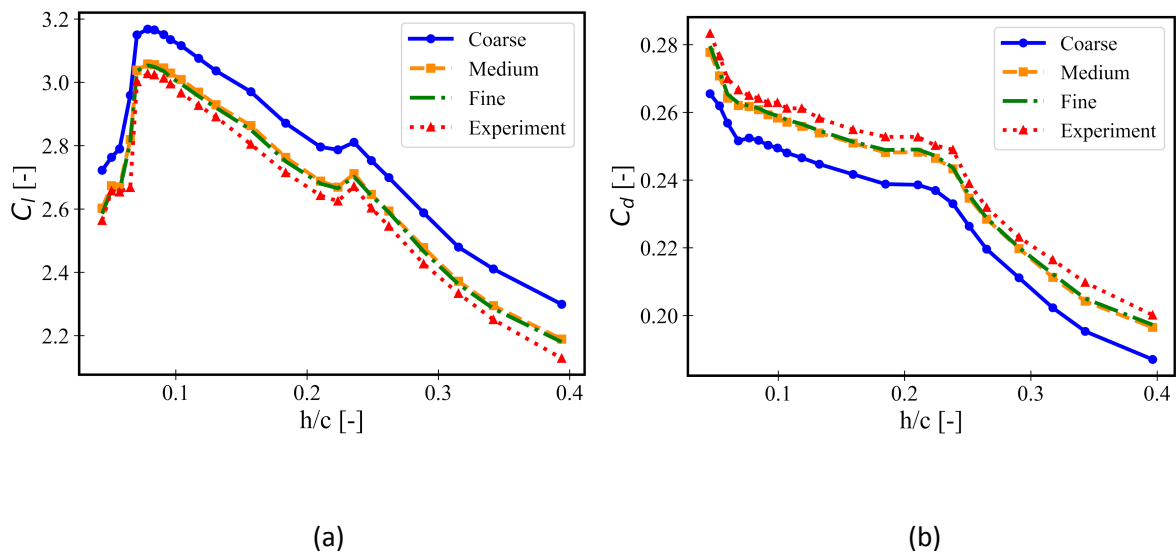 3.2
3.0
2.8
2.6
2.4
2.2
C_l [-]
0.1 0.2 0.3 0.4
h/c [-]
Coarse
Medium
Fine
Experiment
(a)
0.28
0.26
0.24
0.22
0.20
C_d [-]
0.1 0.2 0.3 0.4
h/c [-]
Coarse
Medium
Fine
Experiment
(b)